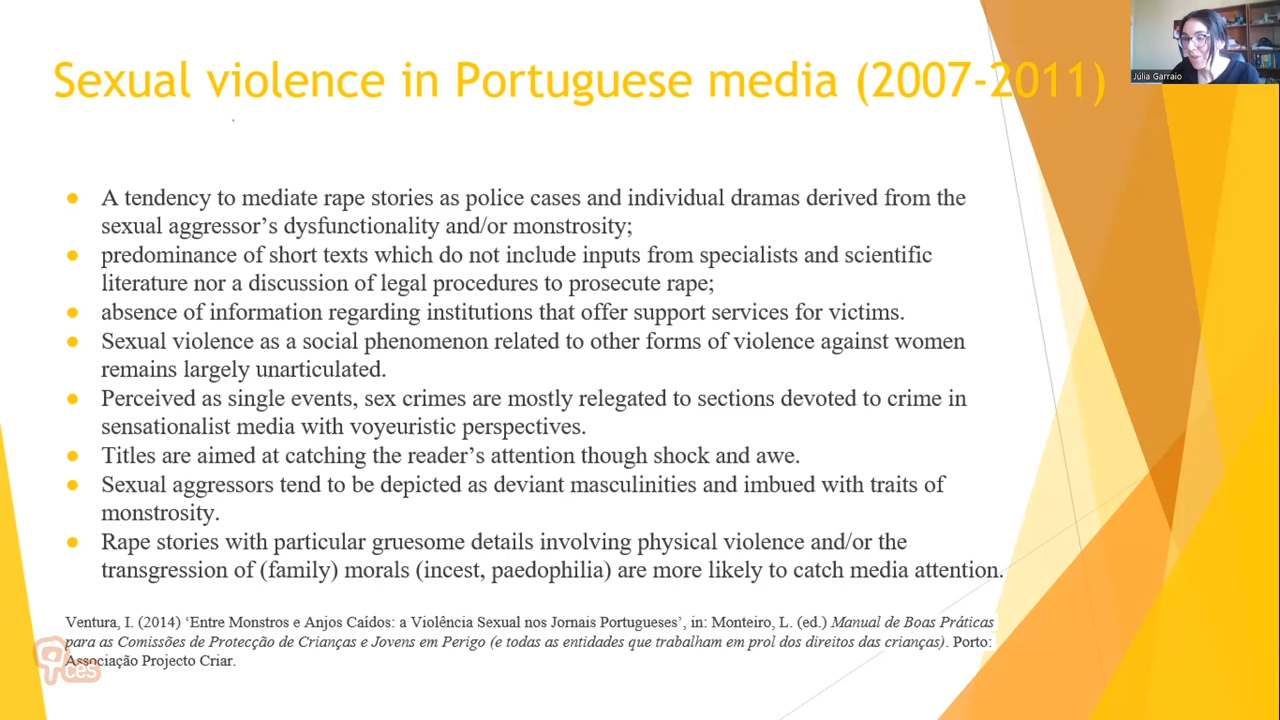 Sexual violence in Portuguese media (2007-2011)
Júlia Garraio
● A tendency to mediate rape stories as police cases and individual dramas derived from the
sexual aggressor’s dysfunctionality and/or monstrosity;
● predominance of short texts which do not include inputs from specialists and scientific
literature nor a discussion of legal procedures to prosecute rape;
● absence of information regarding institutions that offer support services for victims.
● Sexual violence as a social phenomenon related to other forms of violence against women
remains largely unarticulated.
● Perceived as single events, sex crimes are mostly relegated to sections devoted to crime in
sensationalist media with voyeuristic perspectives.
● Titles are aimed at catching the reader’s attention though shock and awe.
● Sexual aggressors tend to be depicted as deviant masculinities and imbued with traits of
monstrosity.
● Rape stories with particular gruesome details involving physical violence and/or the
transgression of (family) morals (incest, paedophilia) are more likely to catch media attention.
Ventura, I. (2014) ‘Entre Monstros e Anjos Caídos: a Violência Sexual nos Jornais Portugueses’, in: Monteiro, L. (ed.) Manual de Boas Práticas
para as Comissões de Protecção de Crianças e Jovens em Perigo (e todas as entidades que trabalham em prol dos direitos das crianças). Porto:
Associação Projecto Criar.
ces